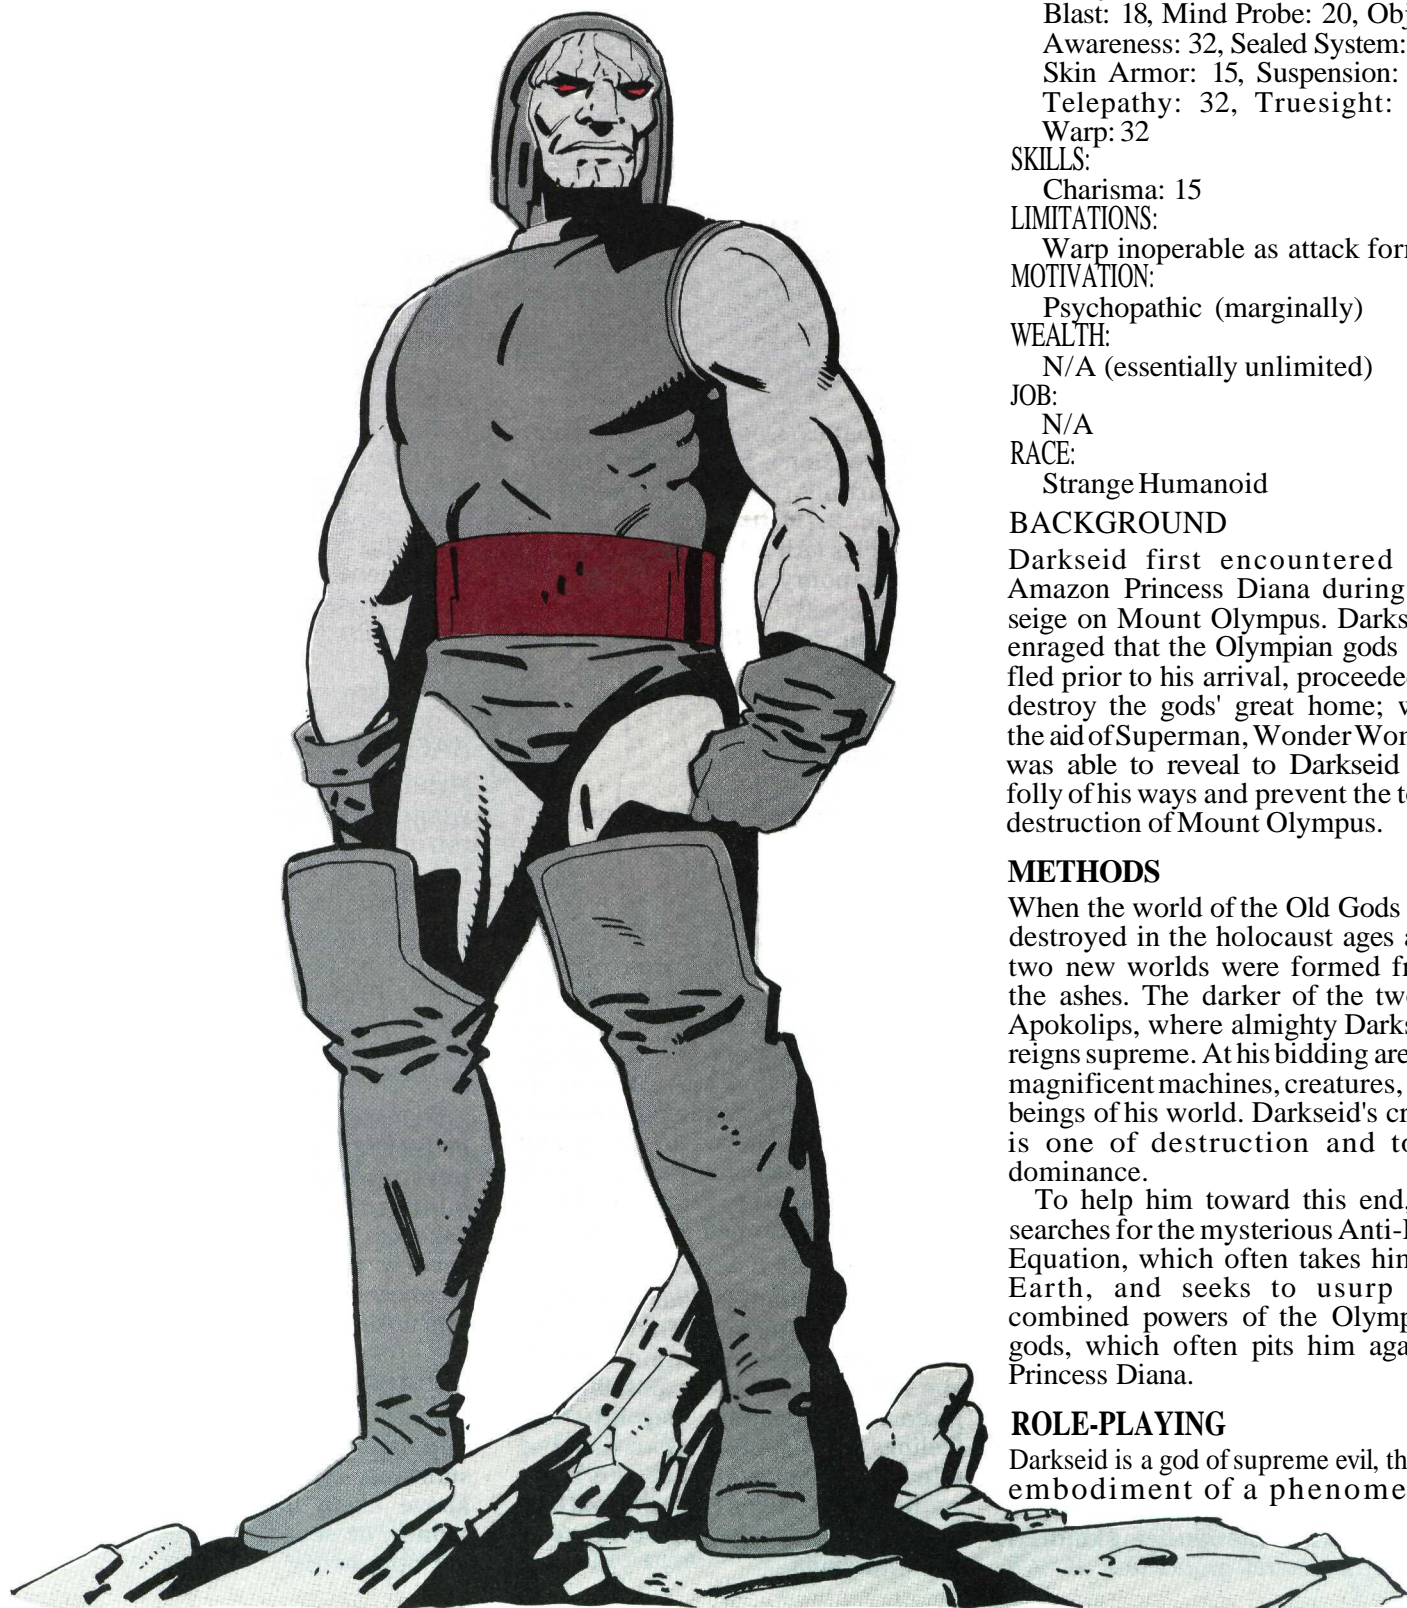 Blast: 18, Mind Probe: 20, Obj
Awareness: 32, Sealed System:
Skin Armor: 15, Suspension:
Telepathy: 32, Truesight:
Warp: 32
SKILLS:
Charisma: 15
LIMITATIONS:
Warp inoperable as attack for
MOTIVATION:
Psychopathic (marginally)
WEALTH:
N/A (essentially unlimited)
JOB:
N/A
RACE:
Strange Humanoid
BACKGROUND
Darkseid first encountered
Amazon Princess Diana during
seige on Mount Olympus. Darks
enraged that the Olympian gods
fled prior to his arrival, proceede
destroy the gods' great home; w
the aid of Superman, Wonder Won
was able to reveal to Darkseid
folly of his ways and prevent the t
destruction of Mount Olympus.
METHODS
When the world of the Old Gods
destroyed in the holocaust ages a
two new worlds were formed fr
the ashes. The darker of the tw
Apokolips, where almighty Darks
reigns supreme. At his bidding are
magnificent machines, creatures,
beings of his world. Darkseid's cr
is one of destruction and to
dominance.
To help him toward this end,
searches for the mysterious Anti-
Equation, which often takes him
Earth, and seeks to usurp
combined powers of the Olymp
gods, which often pits him aga
Princess Diana.
ROLE-PLAYING
Darkseid is a god of supreme evil, th
embodiment of a phenome